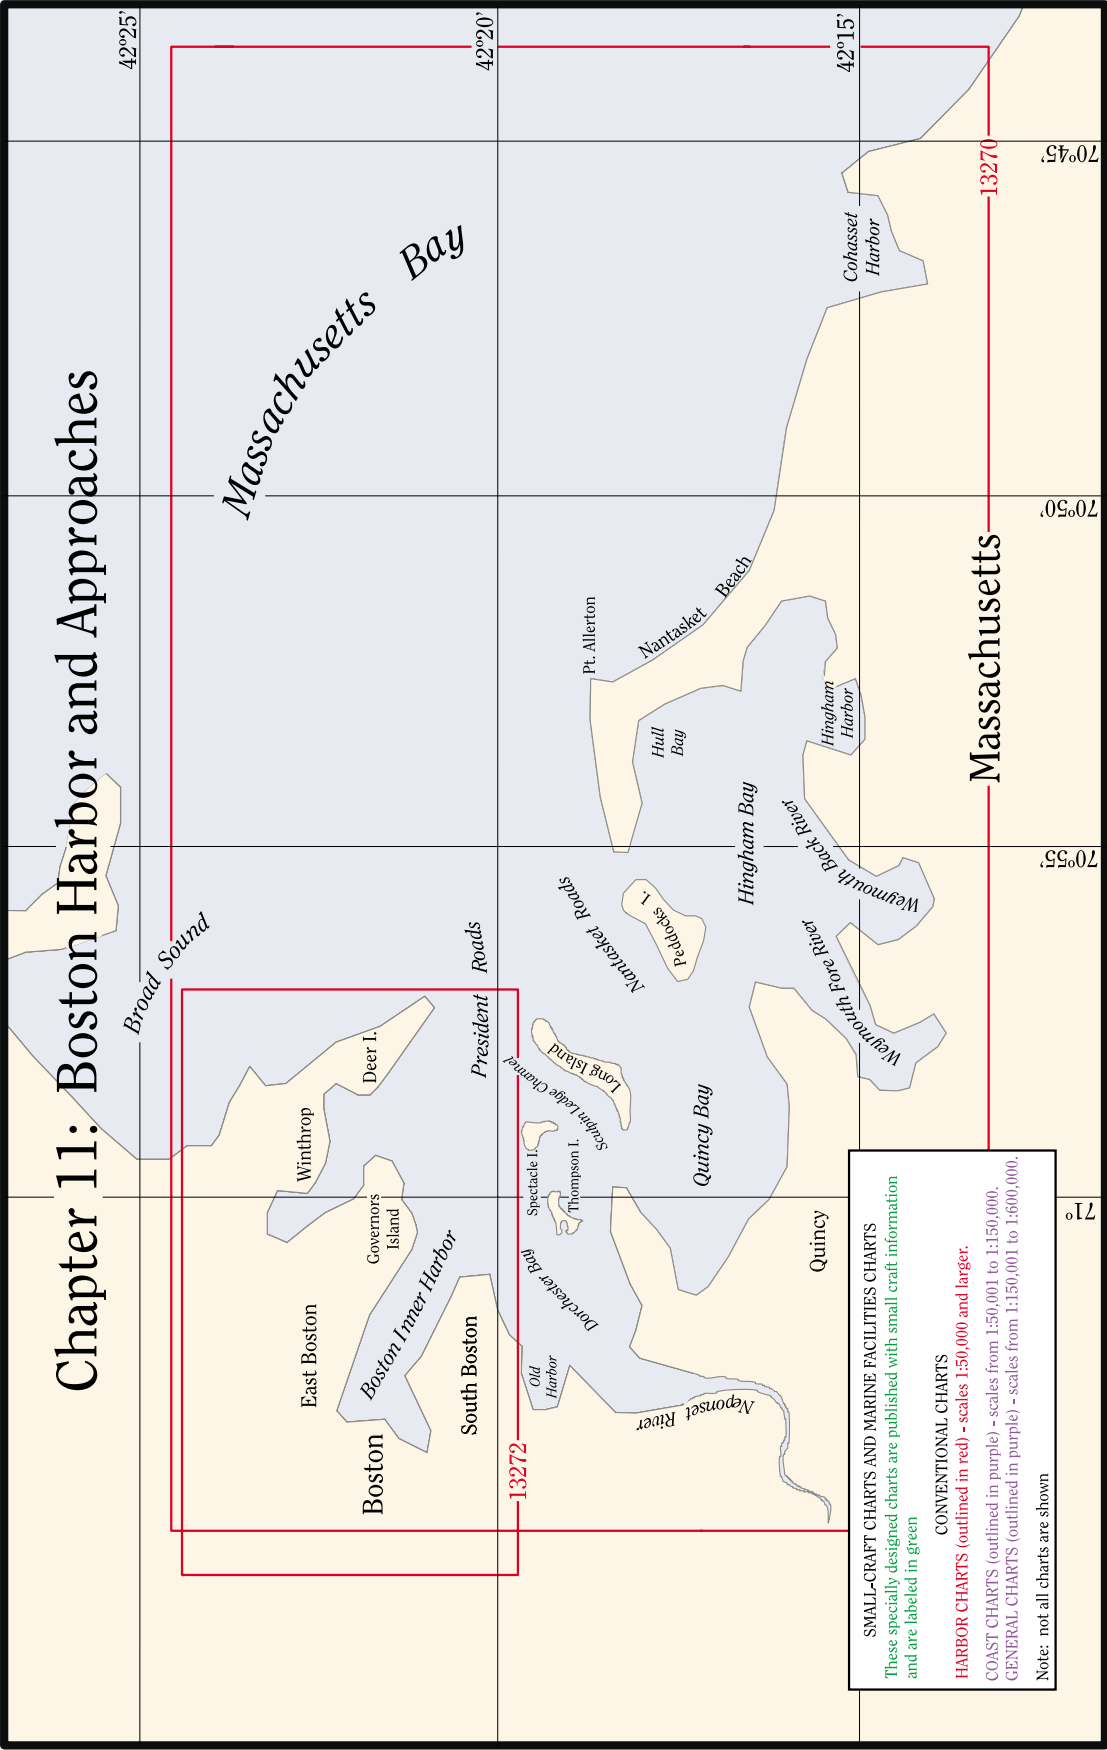 Chapter 11: Boston Harbor and Approaches
42°25'
42°20'
42°15'
70°45'
70°50'
70°55'
71°
Broad Sound
Massachusetts Bay
Winthrop
Deer I.
Governors
Island
East Boston
Boston Inner Harbor
Boston
South Boston
President Roads
13272
Old
Harbor
Dorchester Bay
Spectacle I.
Thompson I.
Sculpin Ledge Channel
Long Island
Nantasket Roads
Peddocks I.
Pt. Allerton
Nantasket Beach
Hull
Bay
Hingham Bay
Quincy Bay
Neponset River
Quincy
Weymouth Fore River
Weymouth Back River
Hingham
Harbor
Cohasset
Harbor
Massachusetts
13270
SMALL-CRAFT CHARTS AND MARINE FACILITIES CHARTS
These specially designed charts are published with small craft information
and are labeled in green
CONVENTIONAL CHARTS
HARBOR CHARTS (outlined in red) - scales 1:50,000 and larger.
COAST CHARTS (outlined in purple) - scales from 1:50,001 to 1:150,000.
GENERAL CHARTS (outlined in purple) - scales from 1:150,001 to 1:600,000.
Note: not all charts are shown